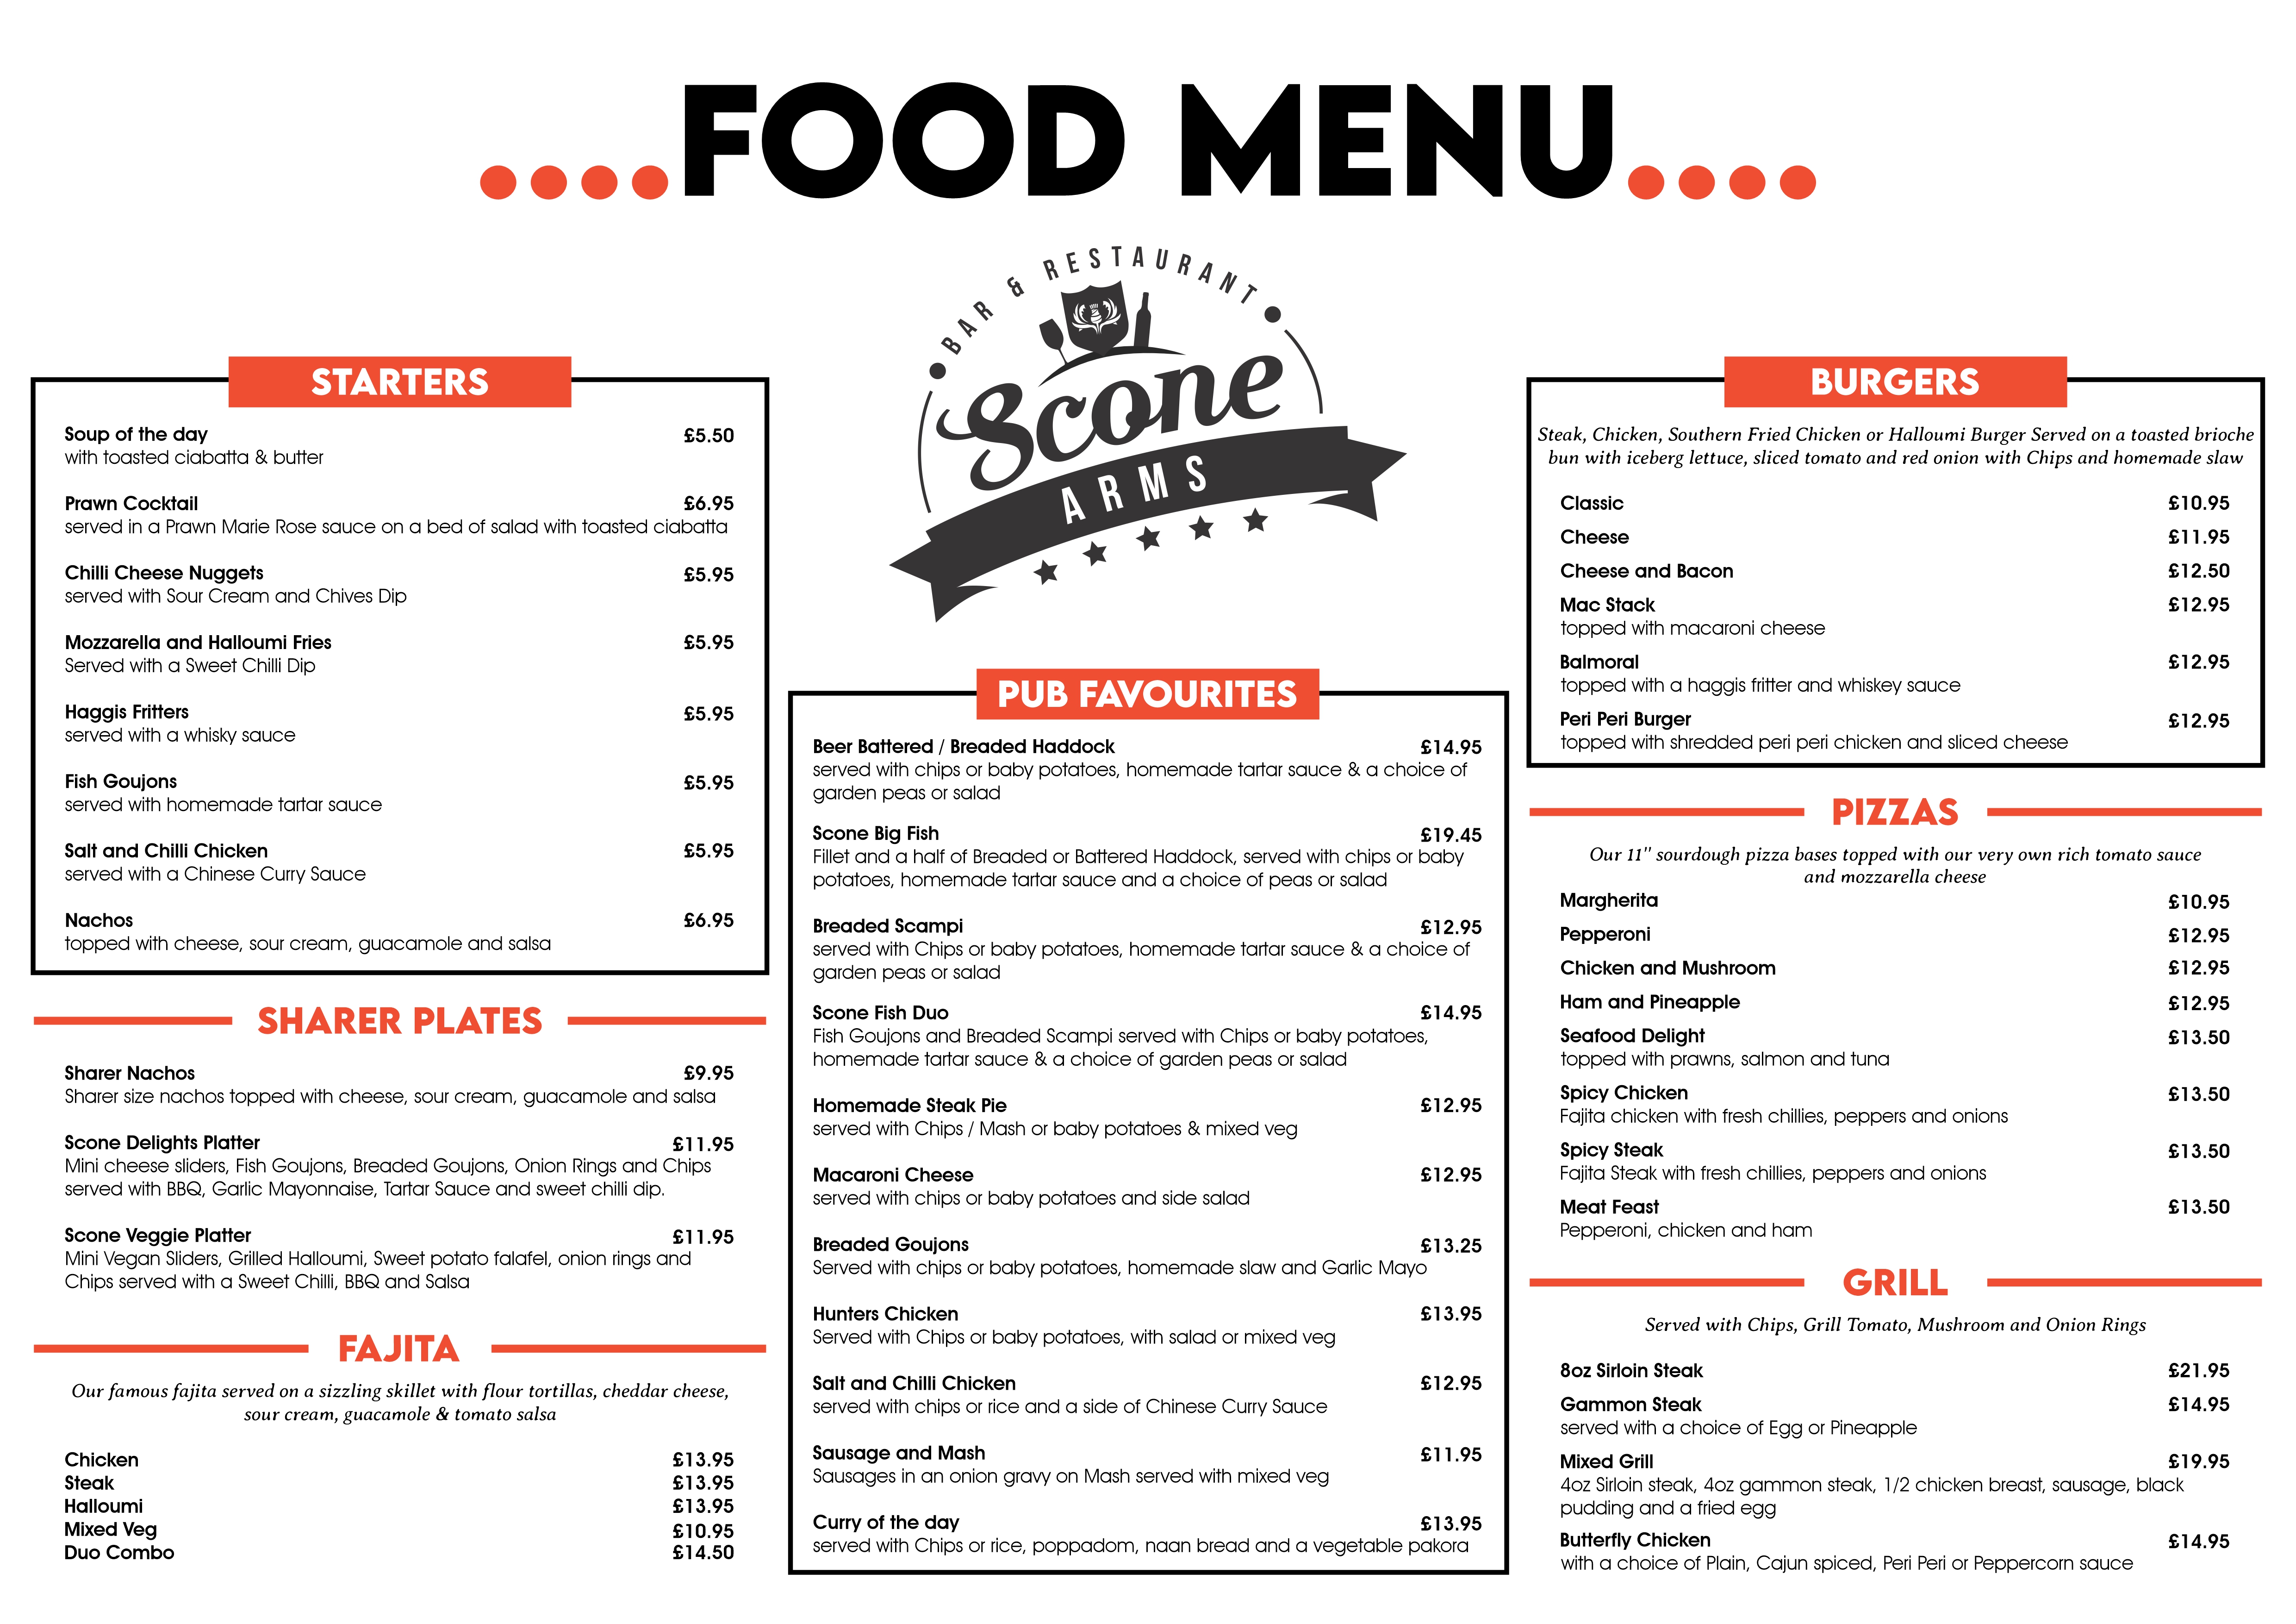 FOOD MENU
BAR & RESTAURANT
Scone
ARMS
STARTERS
Soup of the day £5.50
with toasted ciabatta & butter
Prawn Cocktail £6.95
served in a Prawn Marie Rose sauce on a bed of salad with toasted ciabatta
Chilli Cheese Nuggets £5.95
served with Sour Cream and Chives Dip
Mozzarella and Halloumi Fries £5.95
Served with a Sweet Chilli Dip
Haggis Fritters £5.95
served with a whisky sauce
Fish Goujons £5.95
served with homemade tartar sauce
Salt and Chilli Chicken £5.95
served with a Chinese Curry Sauce
Nachos £6.95
topped with cheese, sour cream, guacamole and salsa
SHARER PLATES
Sharer Nachos £9.95
Sharer size nachos topped with cheese, sour cream, guacamole and salsa
Scone Delights Platter £11.95
Mini cheese sliders, Fish Goujons, Breaded Goujons, Onion Rings and Chips
served with BBQ, Garlic Mayonnaise, Tartar Sauce and sweet chilli dip.
Scone Veggie Platter £11.95
Mini Vegan Sliders, Grilled Halloumi, Sweet potato falafel, onion rings and
Chips served with a Sweet Chilli, BBQ and Salsa
FAJITA
Our famous fajita served on a sizzling skillet with flour tortillas, cheddar cheese,
sour cream, guacamole & tomato salsa
Chicken £13.95
Steak £13.95
Halloumi £13.95
Mixed Veg £10.95
Duo Combo £14.50
PUB FAVOURITES
Beer Battered / Breaded Haddock £14.95
served with chips or baby potatoes, homemade tartar sauce & a choice of
garden peas or salad
Scone Big Fish £19.45
Fillet and a half of Breaded or Battered Haddock, served with chips or baby
potatoes, homemade tartar sauce and a choice of peas or salad
Breaded Scampi £12.95
served with Chips or baby potatoes, homemade tartar sauce & a choice of
garden peas or salad
Scone Fish Duo £14.95
Fish Goujons and Breaded Scampi served with Chips or baby potatoes,
homemade tartar sauce & a choice of garden peas or salad
Homemade Steak Pie £12.95
served with Chips / Mash or baby potatoes & mixed veg
Macaroni Cheese £12.95
served with chips or baby potatoes and side salad
Breaded Goujons £13.25
Served with chips or baby potatoes, homemade slaw and Garlic Mayo
Hunters Chicken £13.95
Served with Chips or baby potatoes, with salad or mixed veg
Salt and Chilli Chicken £12.95
served with chips or rice and a side of Chinese Curry Sauce
Sausage and Mash £11.95
Sausages in an onion gravy on Mash served with mixed veg
Curry of the day £13.95
served with Chips or rice, poppadom, naan bread and a vegetable pakora
BURGERS
Steak, Chicken, Southern Fried Chicken or Halloumi Burger Served on a toasted brioche
bun with iceberg lettuce, sliced tomato and red onion with Chips and homemade slaw
Classic £10.95
Cheese £11.95
Cheese and Bacon £12.50
Mac Stack £12.95
topped with macaroni cheese
Balmoral £12.95
topped with a haggis fritter and whiskey sauce
Peri Peri Burger £12.95
topped with shredded peri peri chicken and sliced cheese
PIZZAS
Our 11" sourdough pizza bases topped with our very own rich tomato sauce
and mozzarella cheese
Margherita £10.95
Pepperoni £12.95
Chicken and Mushroom £12.95
Ham and Pineapple £12.95
Seafood Delight £13.50
topped with prawns, salmon and tuna
Spicy Chicken £13.50
Fajita chicken with fresh chillies, peppers and onions
Spicy Steak £13.50
Fajita Steak with fresh chillies, peppers and onions
Meat Feast £13.50
Pepperoni, chicken and ham
GRILL
Served with Chips, Grill Tomato, Mushroom and Onion Rings
8oz Sirloin Steak £21.95
Gammon Steak £14.95
served with a choice of Egg or Pineapple
Mixed Grill £19.95
4oz Sirloin steak, 4oz gammon steak, 1/2 chicken breast, sausage, black
pudding and a fried egg
Butterfly Chicken £14.95
with a choice of Plain, Cajun spiced, Peri Peri or Peppercorn sauce